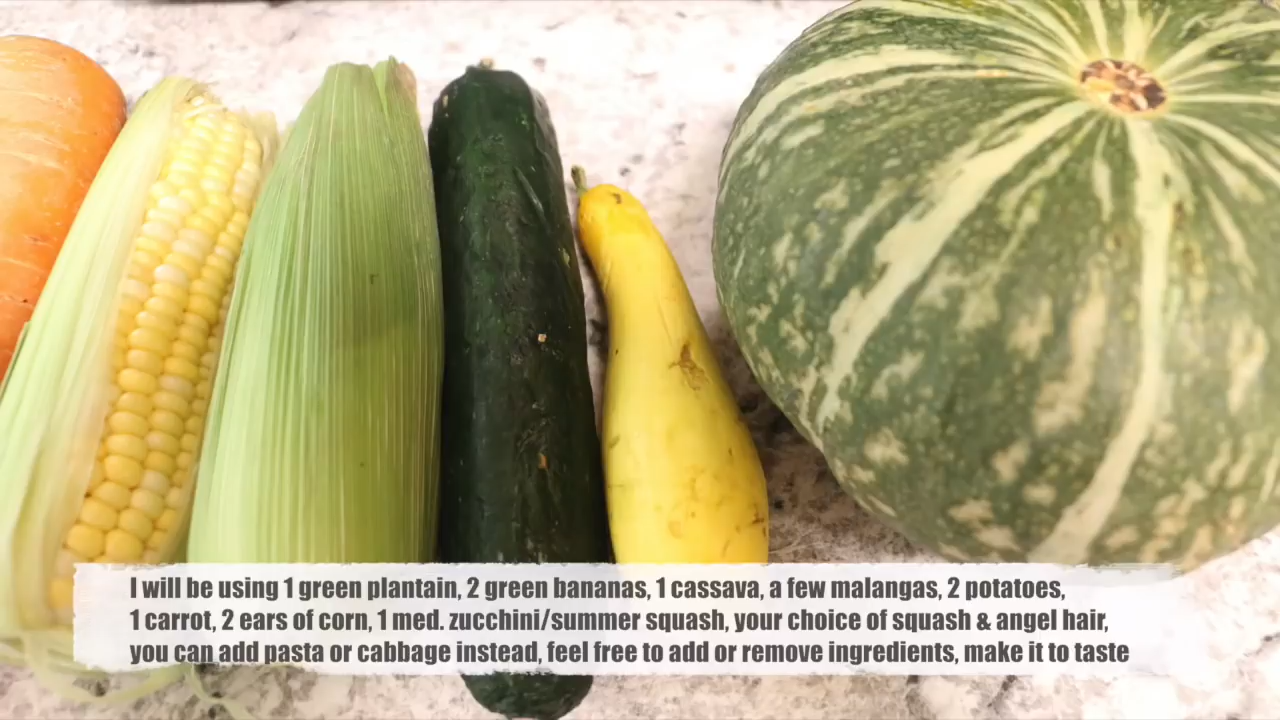 I will be using 1 green plantain, 2 green bananas, 1 cassava, a few malangas, 2 potatoes,
1 carrot, 2 ears of corn, 1 med. zucchini/summer squash, your choice of squash & angel hair,
you can add pasta or cabbage instead, feel free to add or remove ingredients, make it to taste